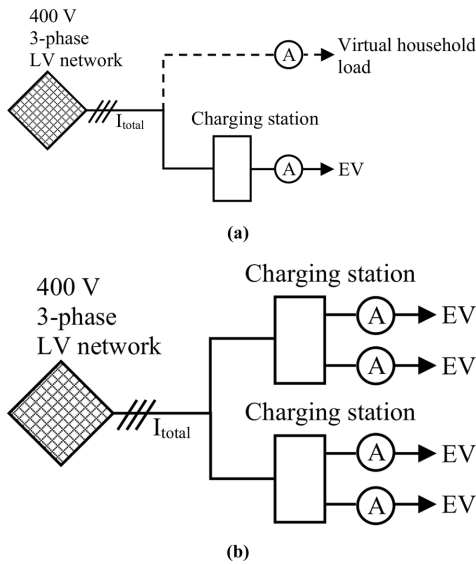 400 V
3-phase
LV network
I_total
A
Virtual household
load
Charging station
A
EV
(a)
400 V
3-phase
LV network
I_total
Charging station
A
EV
A
EV
Charging station
A
EV
A
EV
(b)